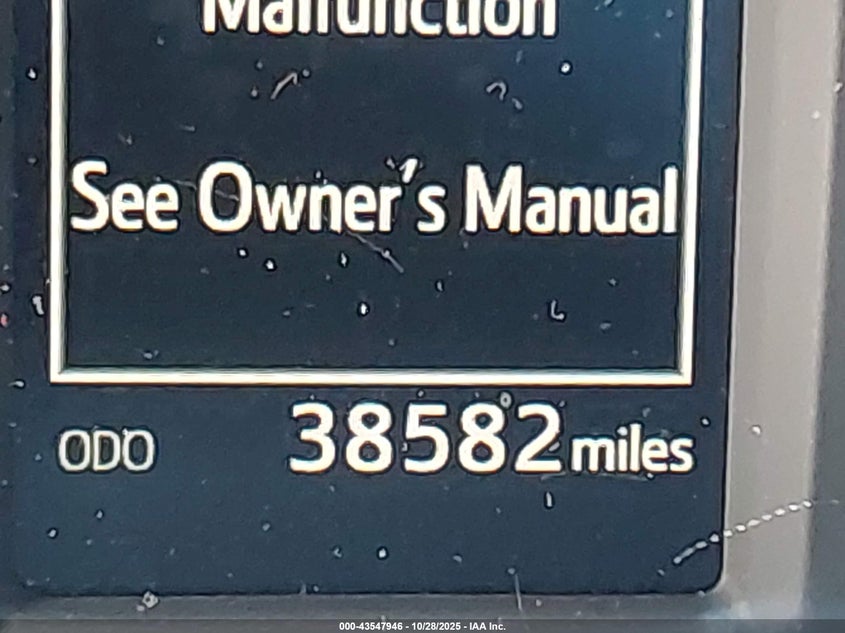 Malfunction
See Owner's Manual
ODO 38582 miles
000-43547946 - 10/28/2025 - IAA Inc.